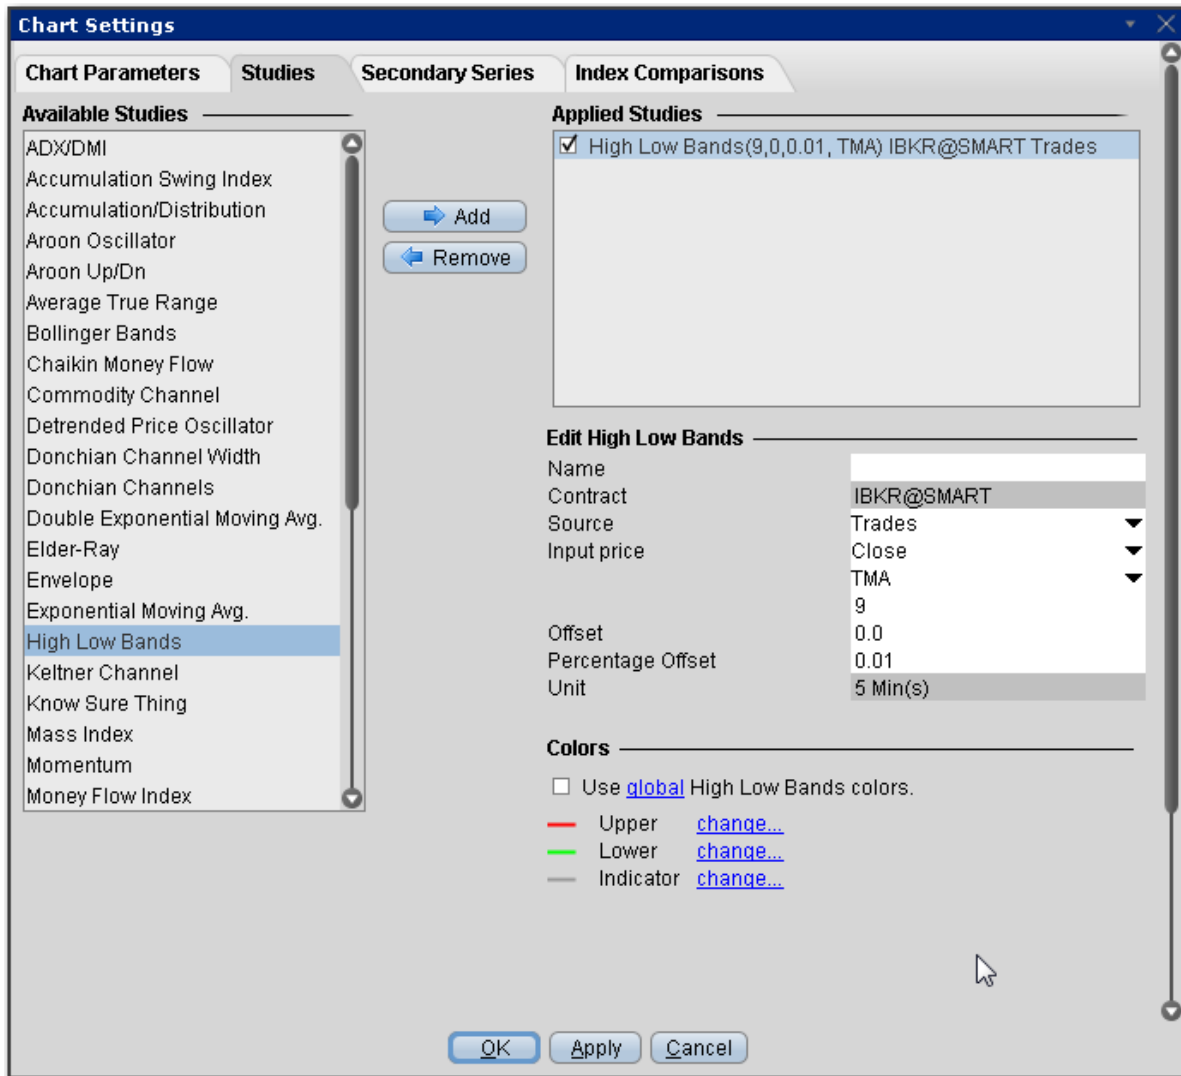 Chart Settings
Chart Parameters Studies Secondary Series Index Comparisons
Available Studies
ADX/DMI
Accumulation Swing Index
Accumulation/Distribution
Aroon Oscillator
Aroon Up/Dn
Average True Range
Bollinger Bands
Chaikin Money Flow
Commodity Channel
Detrended Price Oscillator
Donchian Channel Width
Donchian Channels
Double Exponential Moving Avg.
Elder-Ray
Envelope
Exponential Moving Avg.
High Low Bands
Keltner Channel
Know Sure Thing
Mass Index
Momentum
Money Flow Index
Add
Remove
Applied Studies
High Low Bands(9,0,0.01, TMA) IBKR@SMART Trades
Edit High Low Bands
Name
Contract IBKR@SMART
Source Trades
Input price Close
TMA
9
Offset 0.0
Percentage Offset 0.01
Unit 5 Min(s)
Colors
Use global High Low Bands colors.
Upper change...
Lower change...
Indicator change...
OK Apply Cancel